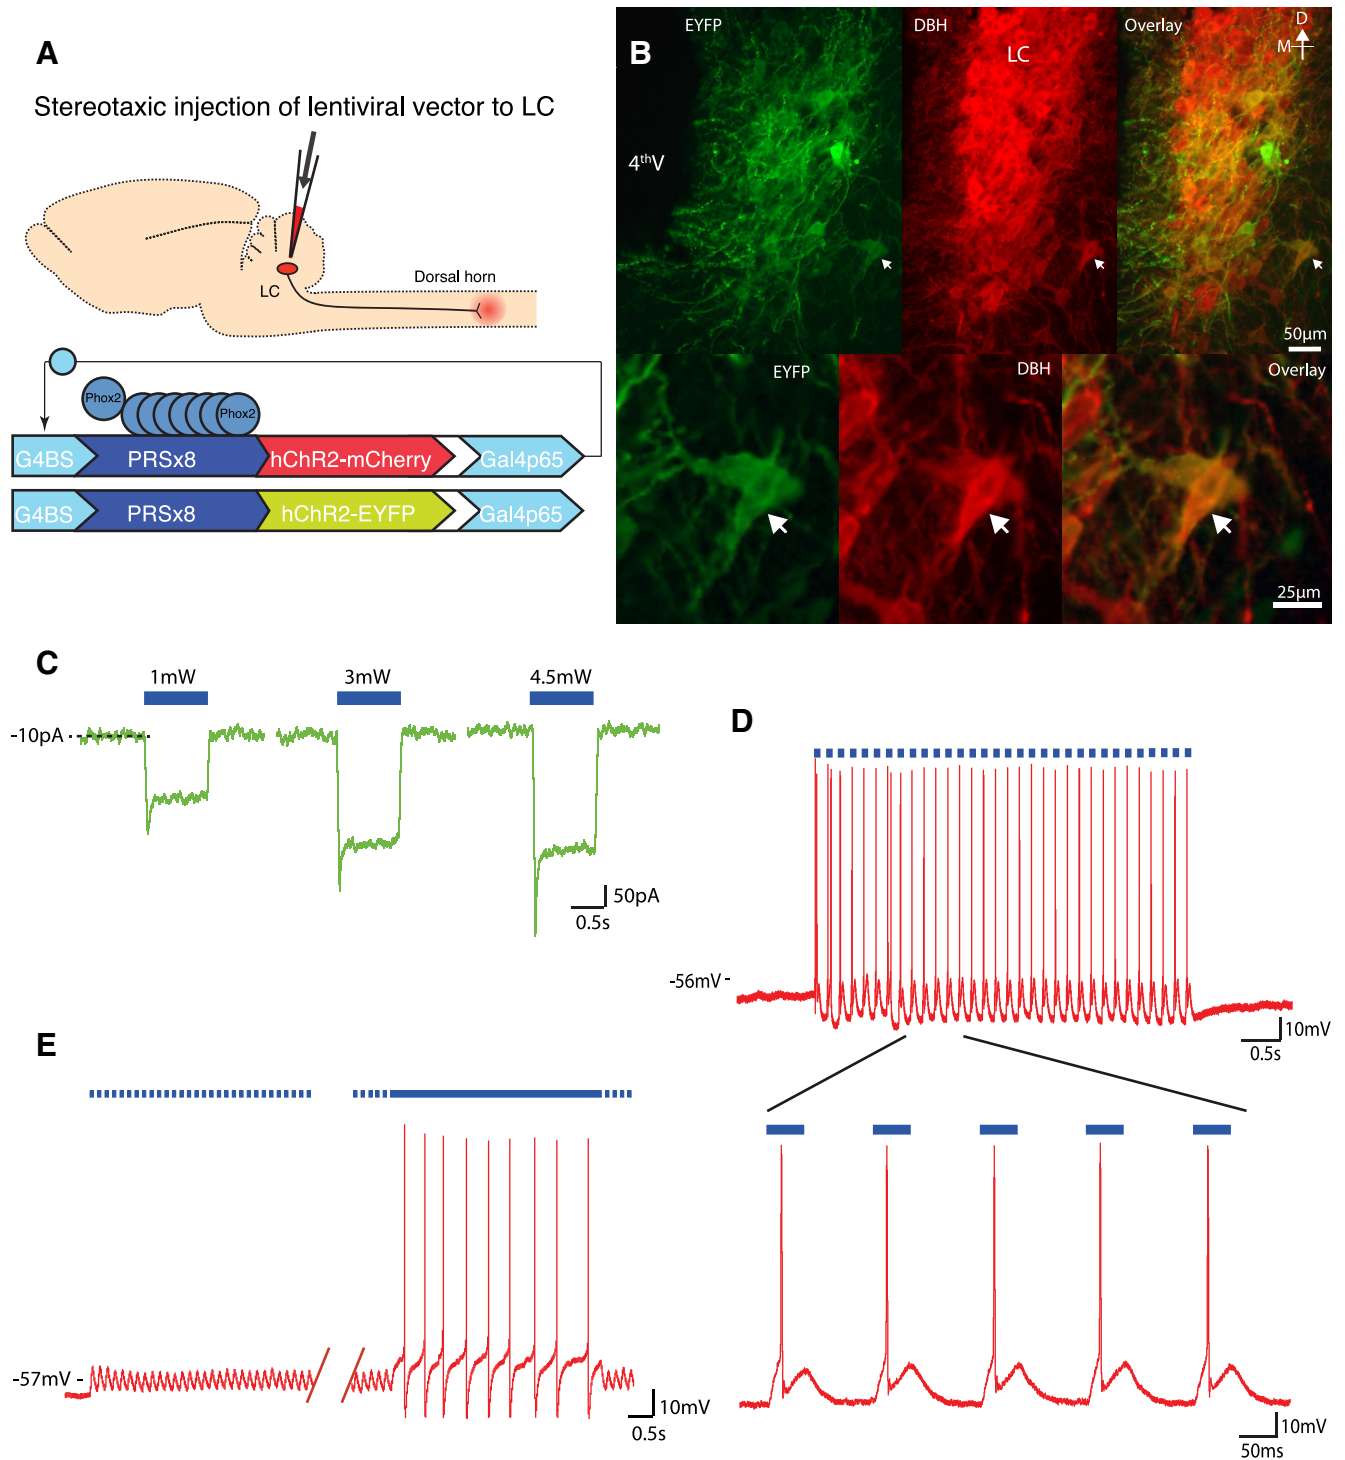 A
Stereotaxic injection of lentiviral vector to LC
LC
Dorsal horn
Phox2
Phox2
G4BS PRSx8 hChR2-mCherry Gal4p65
G4BS PRSx8 hChR2-EYFP Gal4p65
B
EYFP
DBH
Overlay
D
M
LC
4thV
50µm
EYFP
DBH
Overlay
25µm
C
1mW
3mW
4.5mW
-10pA
50pA
0.5s
D
-56mV -
10mV
0.5s
10mV
50ms
E
-57mV -
10mV
0.5s